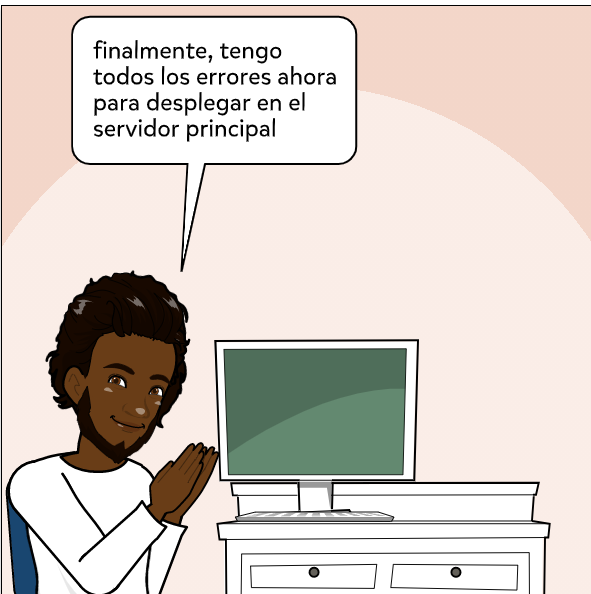 finalmente, tengo
todos los errores ahora
para desplegar en el
servidor principal